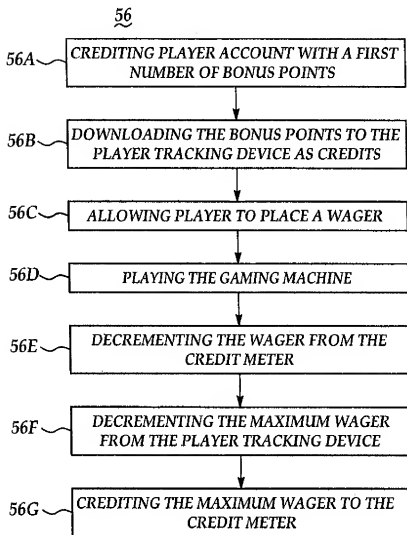 56
56A CREDITING PLAYER ACCOUNT WITH A FIRST
NUMBER OF BONUS POINTS
56B DOWNLOADING THE BONUS POINTS TO THE
PLAYER TRACKING DEVICE AS CREDITS
56C ALLOWING PLAYER TO PLACE A WAGER
56D PLAYING THE GAMING MACHINE
56E DECREMENTING THE WAGER FROM THE
CREDIT METER
56F DECREMENTING THE MAXIMUM WAGER
FROM THE PLAYER TRACKING DEVICE
56G CREDITING THE MAXIMUM WAGER TO THE
CREDIT METER